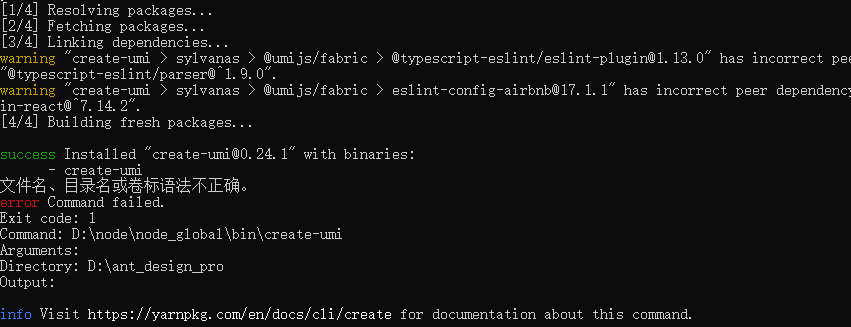 [1/4] Resolving packages...
[2/4] Fetching packages...
[3/4] Linking dependencies...
warning "create-umi > sylvanas > @umijs/fabric > @typescript-eslint/eslint-plugin@1.13.0" has incorrect pee
"@typescript-eslint/parser@^1.9.0".
warning "create-umi > sylvanas > @umijs/fabric > eslint-config-airbnb@17.1.1" has incorrect peer dependency
in-react@^7.14.2".
[4/4] Building fresh packages...
success Installed "create-umi@0.24.1" with binaries:
- create-umi
文件名、目录名或卷标语法不正确。
error Command failed.
Exit code: 1
Command: D:\node\node_global\bin\create-umi
Arguments:
Directory: D:\ant_design_pro
Output:
info Visit https://yarnpkg.com/en/docs/cli/create for documentation about this command.